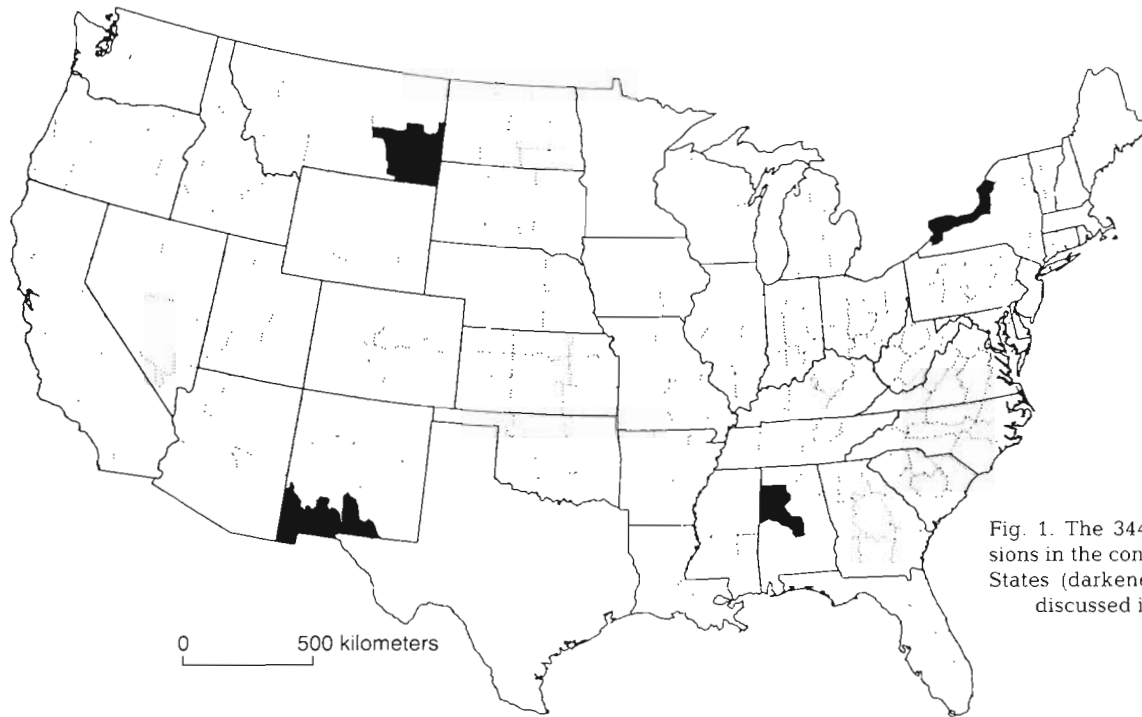 Fig. 1. The 344
sions in the con
States (darkene
discussed i
0 500 kilometers